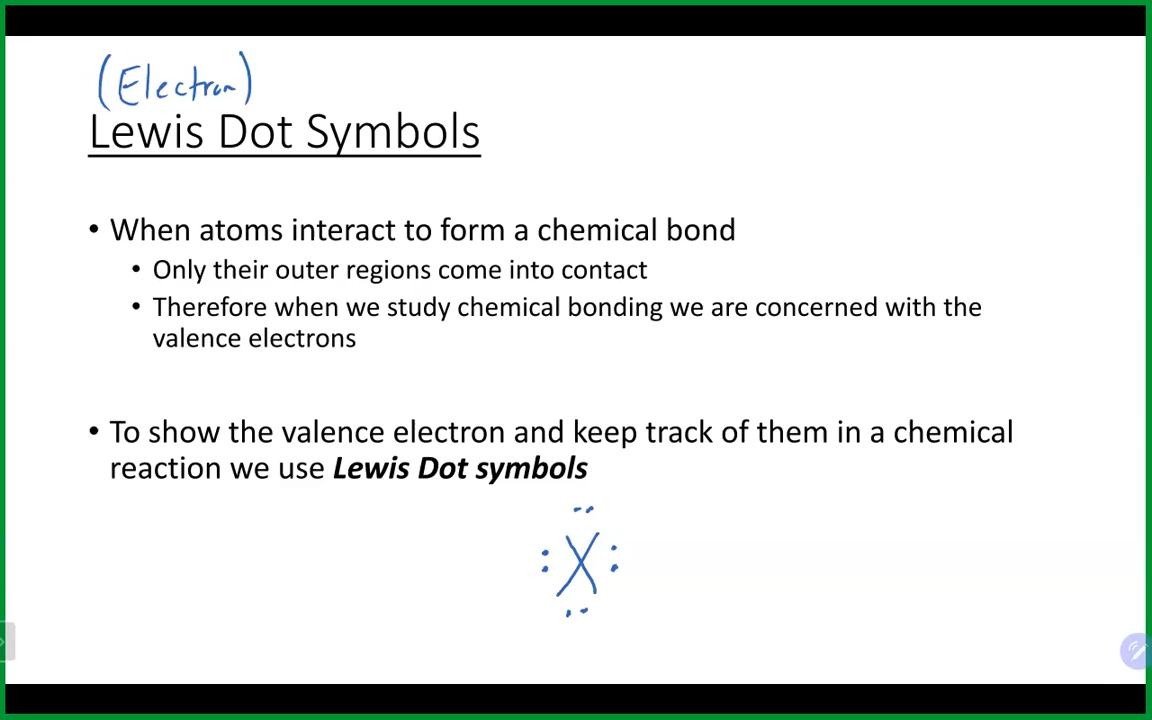 (Electron)
Lewis Dot Symbols
• When atoms interact to form a chemical bond
• Only their outer regions come into contact
• Therefore when we study chemical bonding we are concerned with the
valence electrons
• To show the valence electron and keep track of them in a chemical
reaction we use Lewis Dot symbols
X